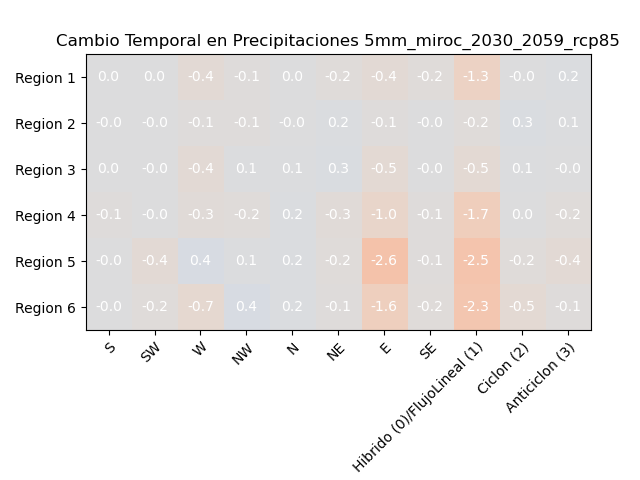 Cambio Temporal en Precipitaciones 5mm_miroc_2030_2059_rcp85
Region 1 0.0 0.0 -0.4 -0.1 0.0 -0.2 -0.4 -0.2 -1.3 -0.0 0.2
Region 2 -0.0 -0.0 -0.1 -0.1 -0.0 0.2 -0.1 -0.0 -0.2 0.3 0.1
Region 3 0.0 -0.0 -0.4 0.1 0.1 0.3 -0.5 -0.0 -0.5 0.1 -0.0
Region 4 -0.1 -0.0 -0.3 -0.2 0.2 -0.3 -1.0 -0.1 -1.7 0.0 -0.2
Region 5 -0.0 -0.4 0.4 0.1 0.2 -0.2 -2.6 -0.1 -2.5 -0.2 -0.4
Region 6 -0.0 -0.2 -0.7 0.4 0.2 -0.1 -1.6 -0.2 -2.3 -0.5 -0.1
S SW W NW N NE E SE Hibrido (0)/FlujoLineal (1) Ciclon (2) Anticiclon (3)